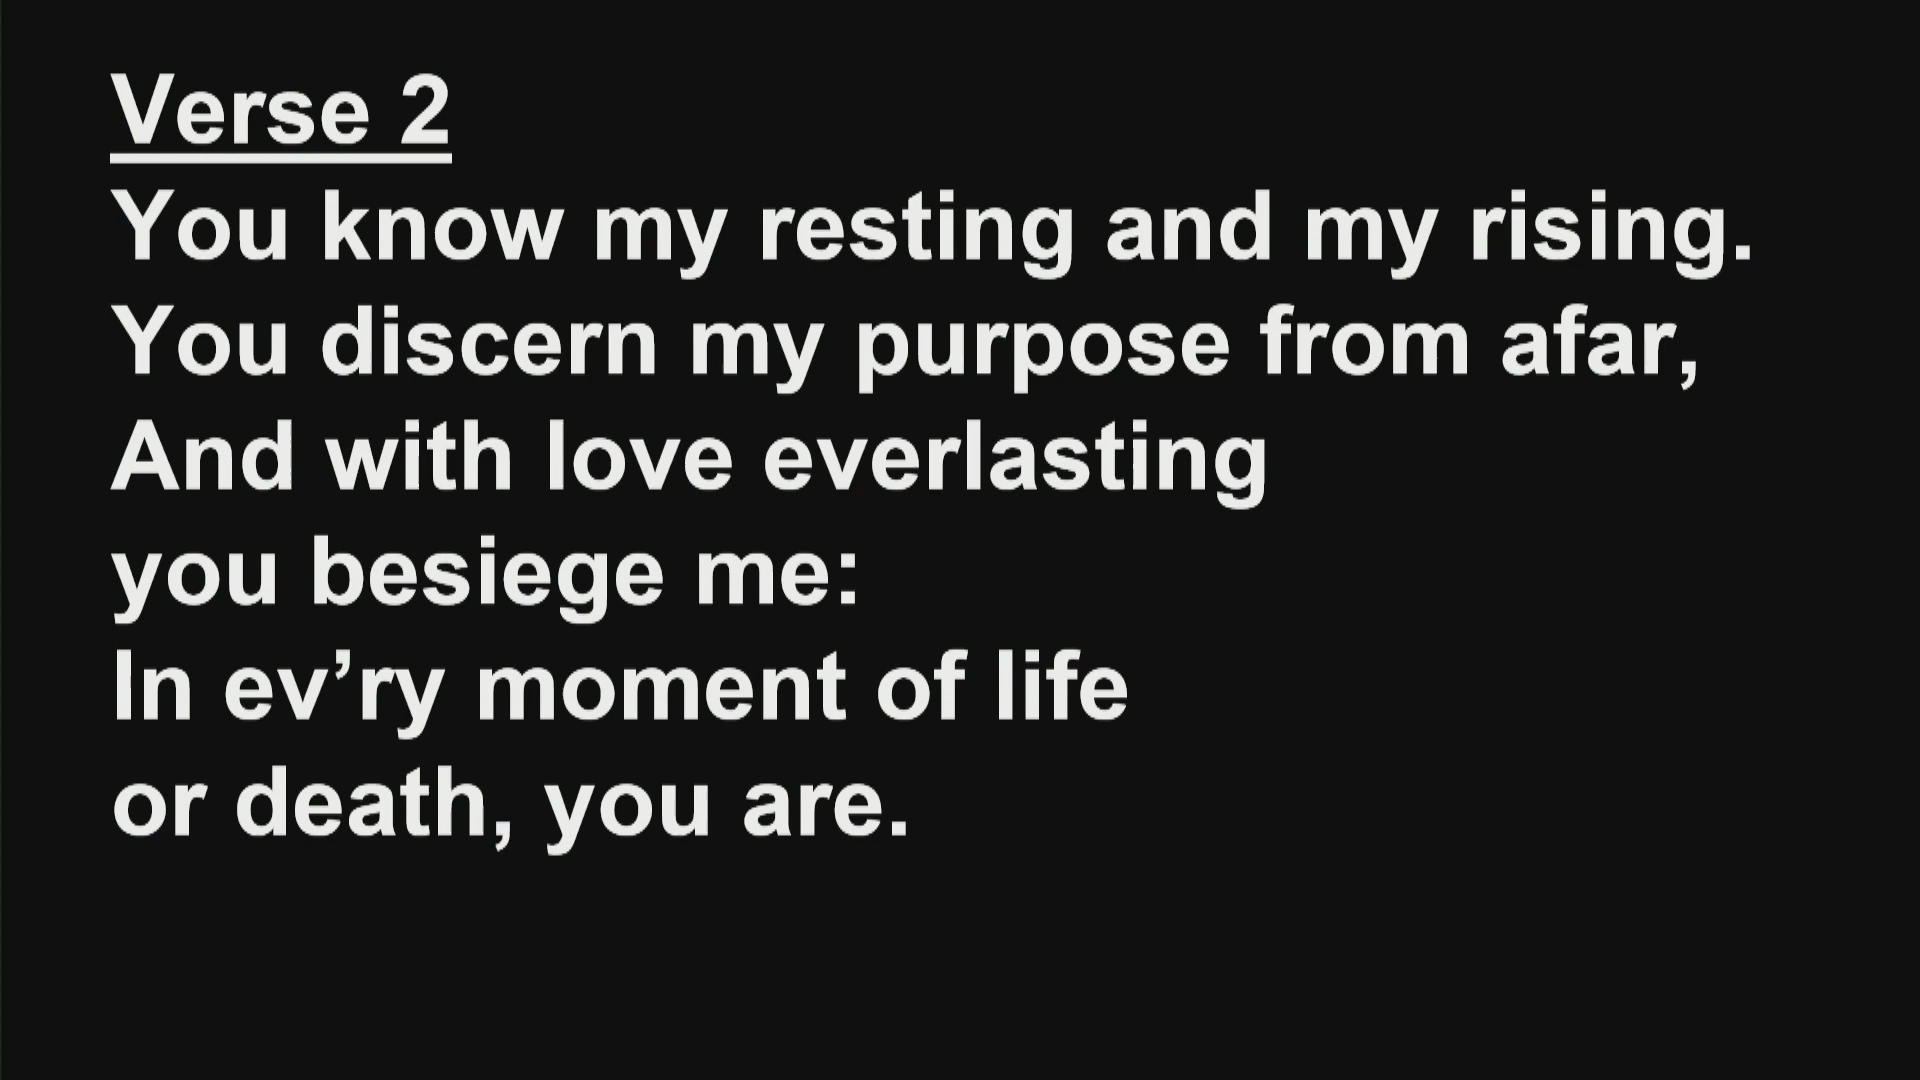 Verse 2
You know my resting and my rising.
You discern my purpose from afar,
And with love everlasting
you besiege me:
In ev’ry moment of life
or death, you are.